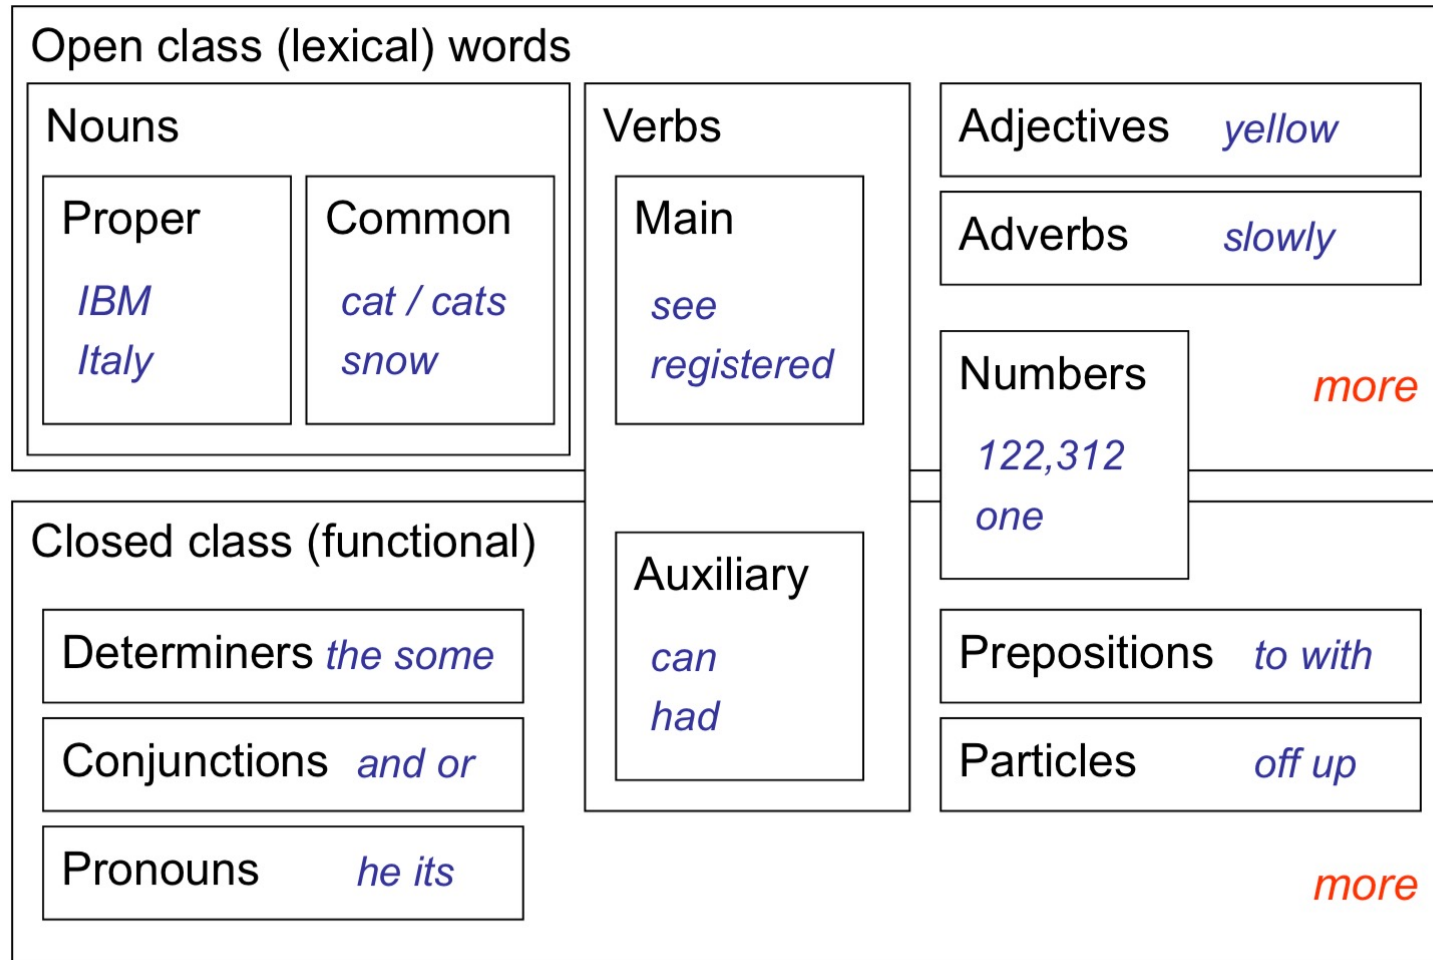 Open class (lexical) words
Nouns
Proper
IBM
Italy
Common
cat / cats
snow
Verbs
Main
see
registered
Adjectives yellow
Adverbs slowly
Numbers
122,312
one
more
Closed class (functional)
Determiners the some
Conjunctions and or
Pronouns he its
Auxiliary
can
had
Prepositions to with
Particles off up
more